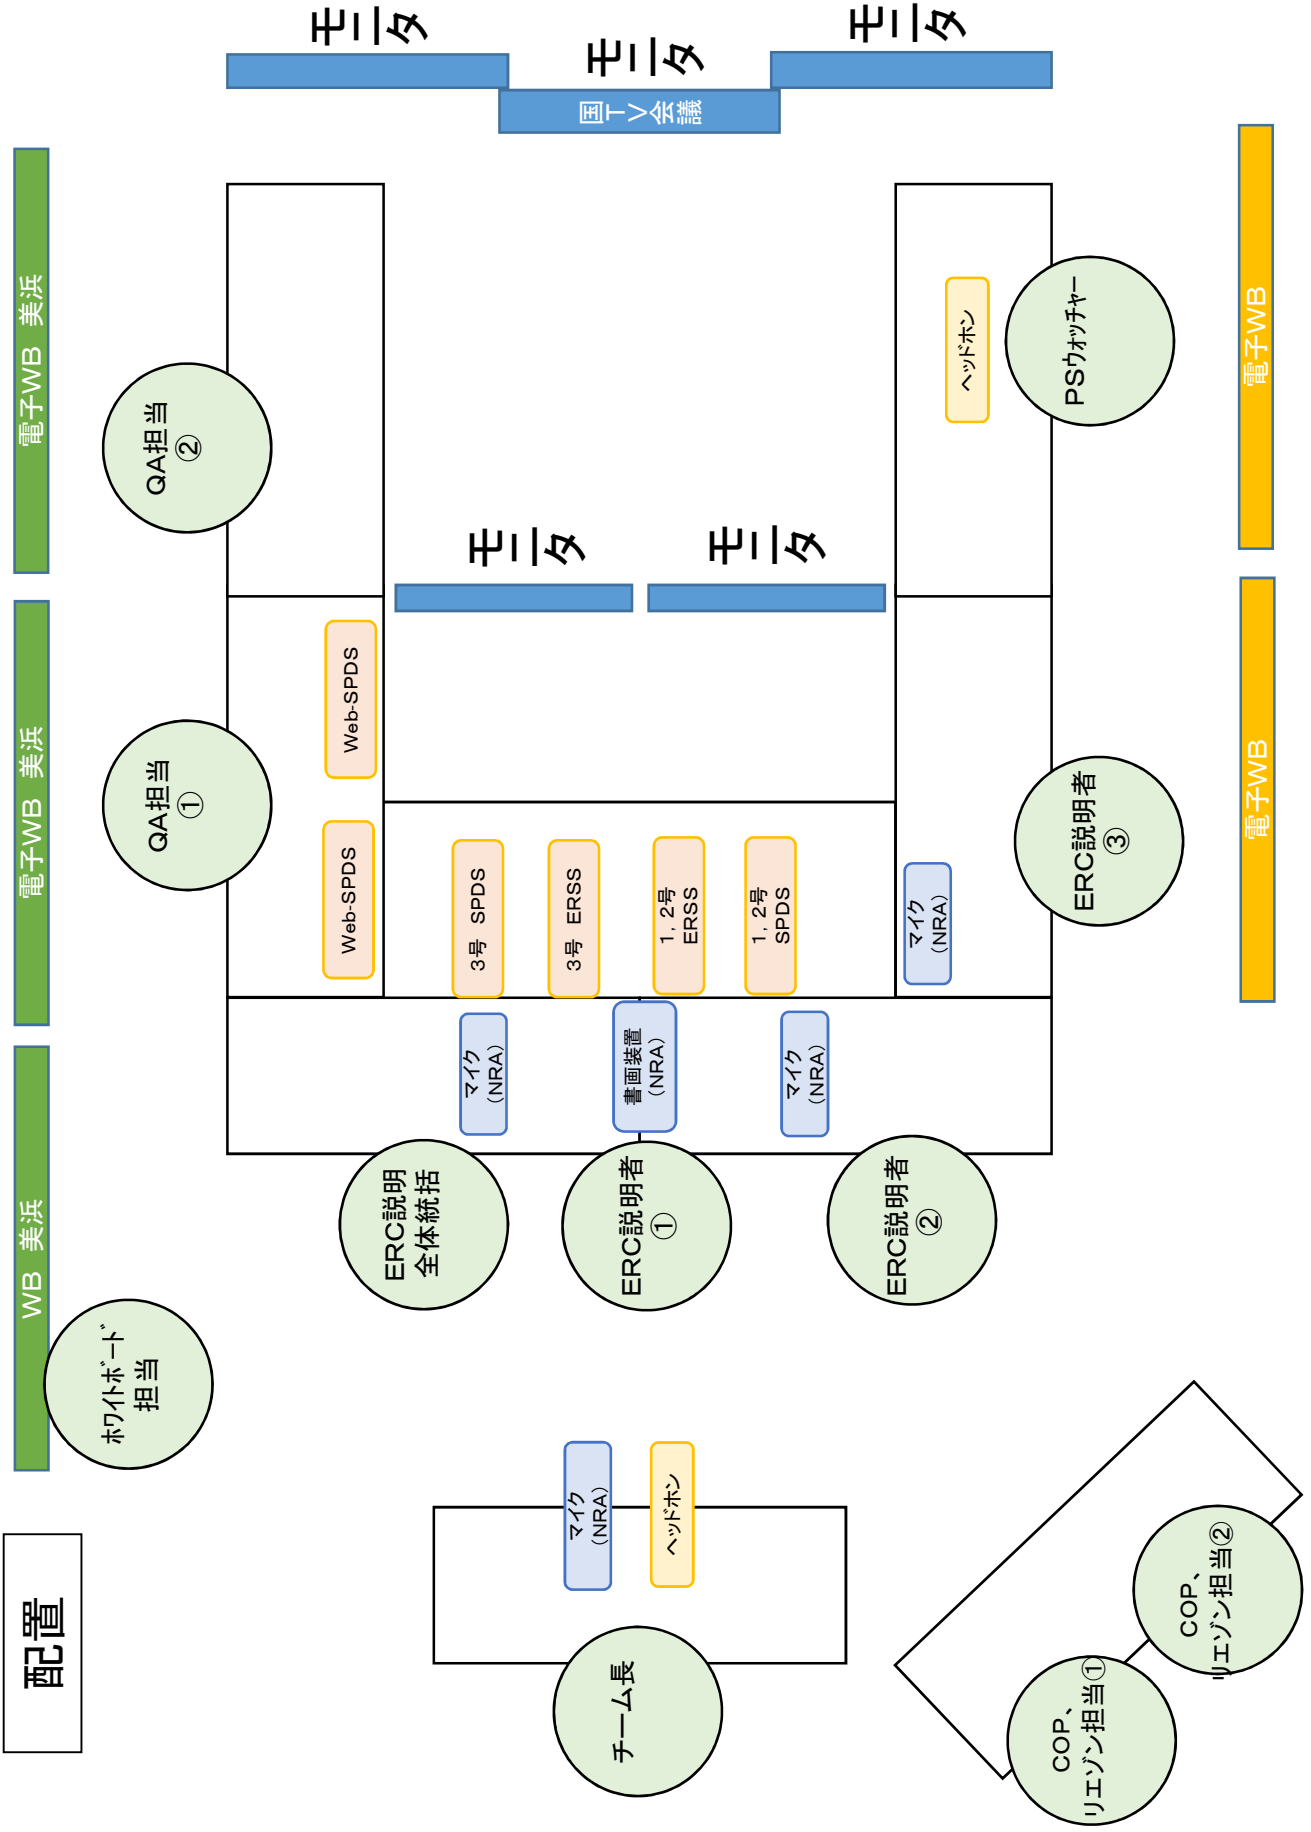 配置
WB 美浜
電子WB 美浜
電子WB 美浜
ホワイトボード
担当
QA担当
①
QA担当
②
モニタ
モニタ
モニタ
国TV会議
Web-SPDS
Web-SPDS
モニタ
モニタ
3号 SPDS
3号 ERSS
1, 2号
ERSS
1, 2号
SPDS
マイク
(NRA)
書画装置
(NRA)
マイク
(NRA)
マイク
(NRA)
ヘッドホン
PSウォッチャー
ERC説明
全体統括
ERC説明者
①
ERC説明者
②
ERC説明者
③
マイク
(NRA)
ヘッドホン
チーム長
COP、
リエゾン担当①
COP、
リエゾン担当②
電子WB
電子WB